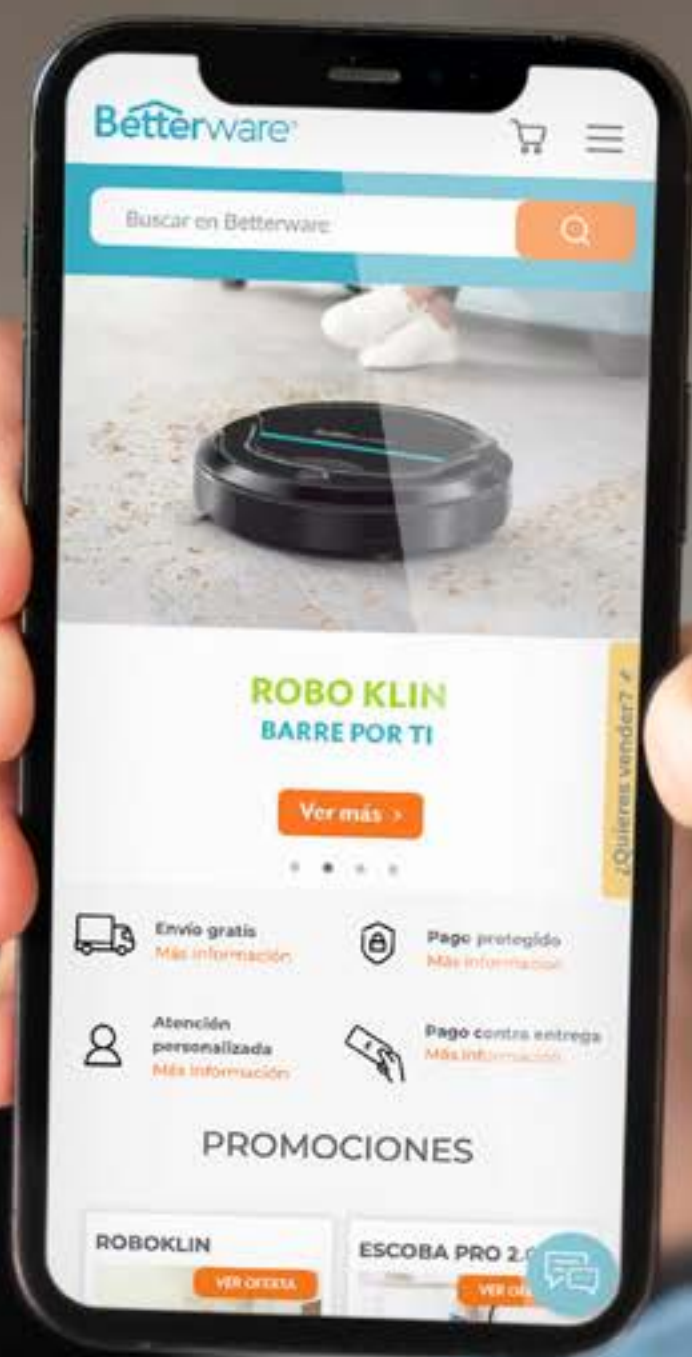 Betterware
Buscar en Betterware
ROBO KLIN
BARRE POR TI
Ver más >
¿Quieres vender?
Envío gratis
Más información
Pago protegido
Más información
Atención
personalizada
Más información
Pago contra entrega
Más información
PROMOCIONES
ROBOKLIN
VER OFERTA
ESCOBA PRO 2.
VER